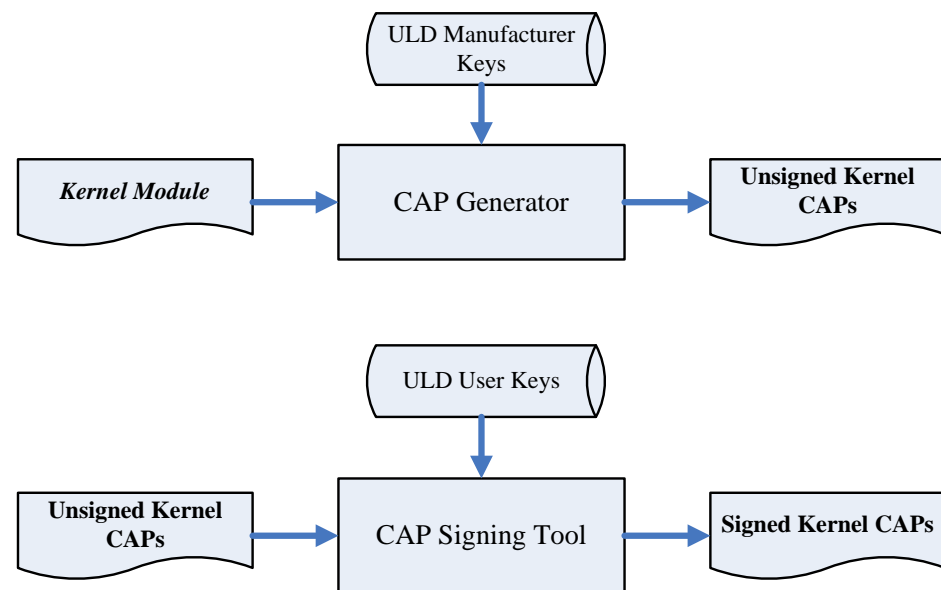 ULD Manufacturer
Keys
Kernel Module
CAP Generator
Unsigned Kernel
CAPs
ULD User Keys
Unsigned Kernel
CAPs
CAP Signing Tool
Signed Kernel CAPs